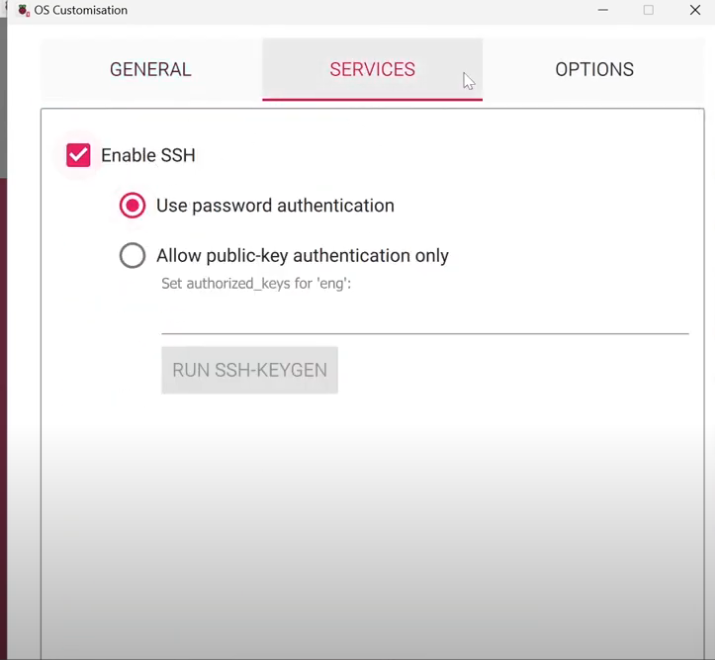 OS Customisation
GENERAL
SERVICES
OPTIONS
Enable SSH
Use password authentication
Allow public-key authentication only
Set authorized_keys for 'eng':
RUN SSH-KEYGEN